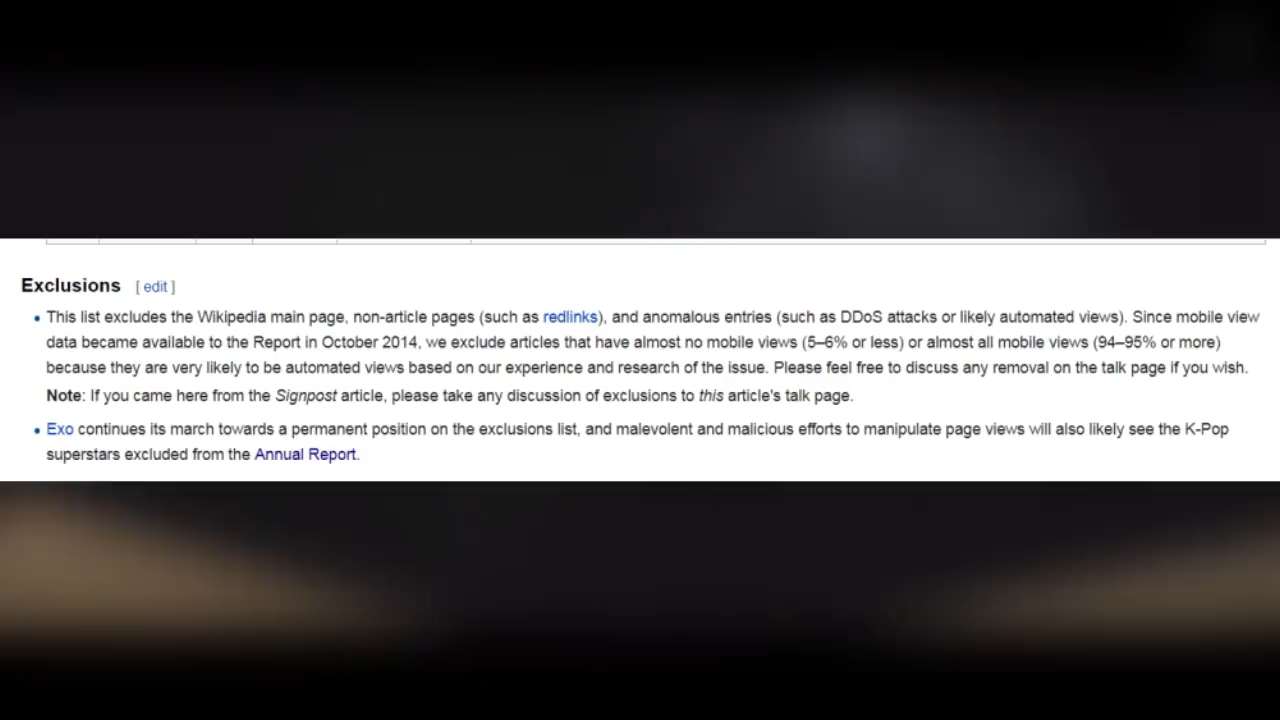 Exclusions [ edit ]
• This list excludes the Wikipedia main page, non-article pages (such as redlinks), and anomalous entries (such as DDoS attacks or likely automated views). Since mobile view
data became available to the Report in October 2014, we exclude articles that have almost no mobile views (5–6% or less) or almost all mobile views (94–95% or more)
because they are very likely to be automated views based on our experience and research of the issue. Please feel free to discuss any removal on the talk page if you wish.
Note: If you came here from the Signpost article, please take any discussion of exclusions to this article's talk page.
• Exo continues its march towards a permanent position on the exclusions list, and malevolent and malicious efforts to manipulate page views will also likely see the K-Pop
superstars excluded from the Annual Report.